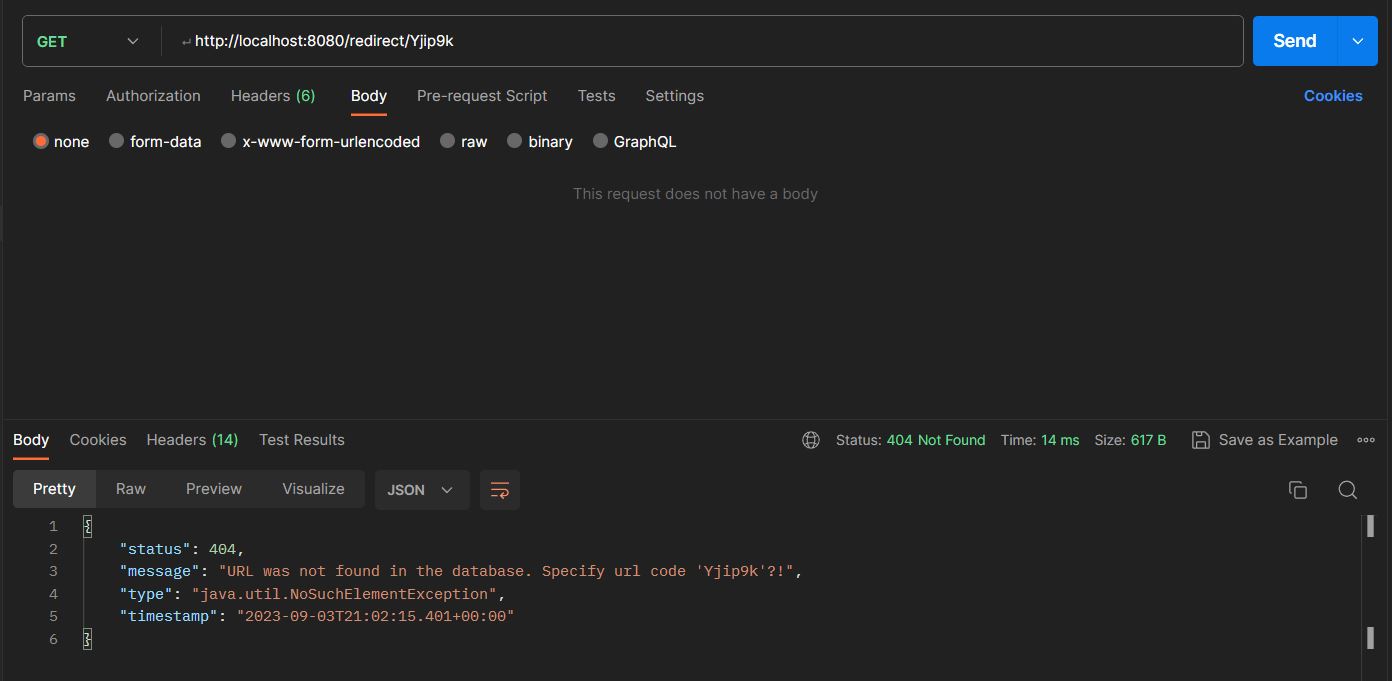 GET ↵ http://localhost:8080/redirect/Yjip9k Send
Params Authorization Headers (6) Body Pre-request Script Tests Settings Cookies
none form-data x-www-form-urlencoded raw binary GraphQL
This request does not have a body
Body Cookies Headers (14) Test Results Status: 404 Not Found Time: 14 ms Size: 617 B Save as Example
Pretty Raw Preview Visualize JSON
1 {
2 "status": 404,
3 "message": "URL was not found in the database. Specify url code 'Yjip9k'?!",
4 "type": "java.util.NoSuchElementException",
5 "timestamp": "2023-09-03T21:02:15.401+00:00"
6 }